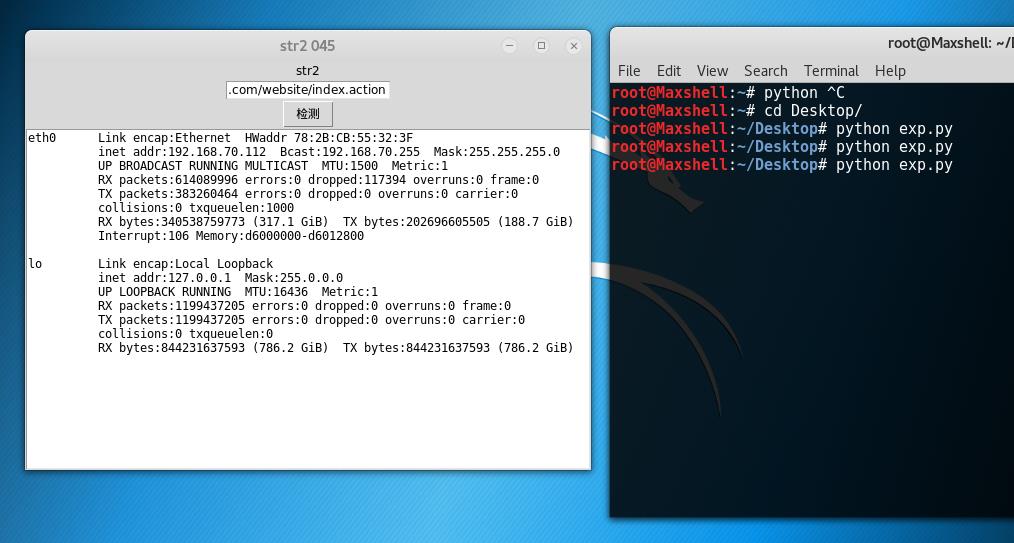 str2 045
str2
.com/website/index.action
检测
eth0      Link encap:Ethernet  HWaddr 78:2B:CB:55:32:3F
          inet addr:192.168.70.112  Bcast:192.168.70.255  Mask:255.255.255.0
          UP BROADCAST RUNNING MULTICAST  MTU:1500  Metric:1
          RX packets:614089996 errors:0 dropped:117394 overruns:0 frame:0
          TX packets:383260464 errors:0 dropped:0 overruns:0 carrier:0
          collisions:0 txqueuelen:1000
          RX bytes:340538759773 (317.1 GiB)  TX bytes:202696605505 (188.7 GiB)
          Interrupt:106 Memory:d6000000-d6012800
lo        Link encap:Local Loopback
          inet addr:127.0.0.1  Mask:255.0.0.0
          UP LOOPBACK RUNNING  MTU:16436  Metric:1
          RX packets:1199437205 errors:0 dropped:0 overruns:0 frame:0
          TX packets:1199437205 errors:0 dropped:0 overruns:0 carrier:0
          collisions:0 txqueuelen:0
          RX bytes:844231637593 (786.2 GiB)  TX bytes:844231637593 (786.2 GiB)
root@Maxshell: ~/
File Edit View Search Terminal Help
root@Maxshell:~# python ^C
root@Maxshell:~# cd Desktop/
root@Maxshell:~/Desktop# python exp.py
root@Maxshell:~/Desktop# python exp.py
root@Maxshell:~/Desktop# python exp.py